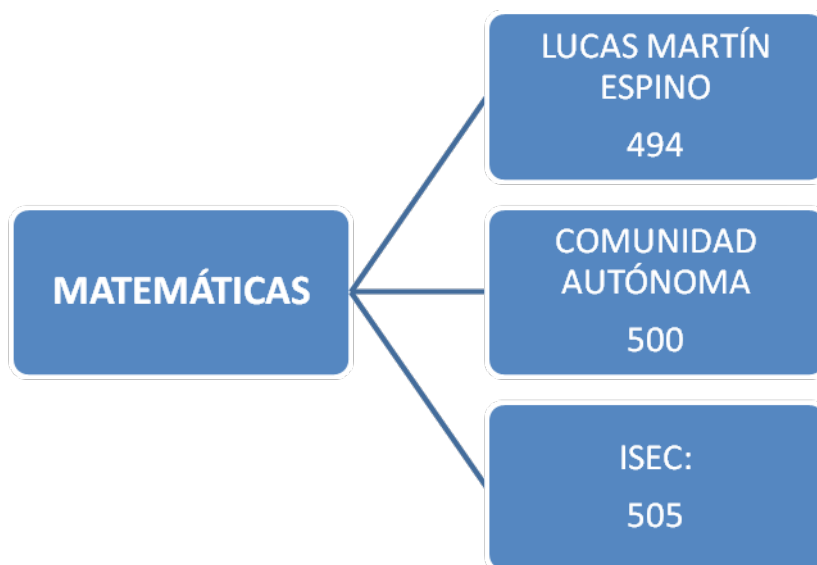 MATEMÁTICAS
LUCAS MARTÍN
ESPINO
494
COMUNIDAD
AUTÓNOMA
500
ISEC:
505